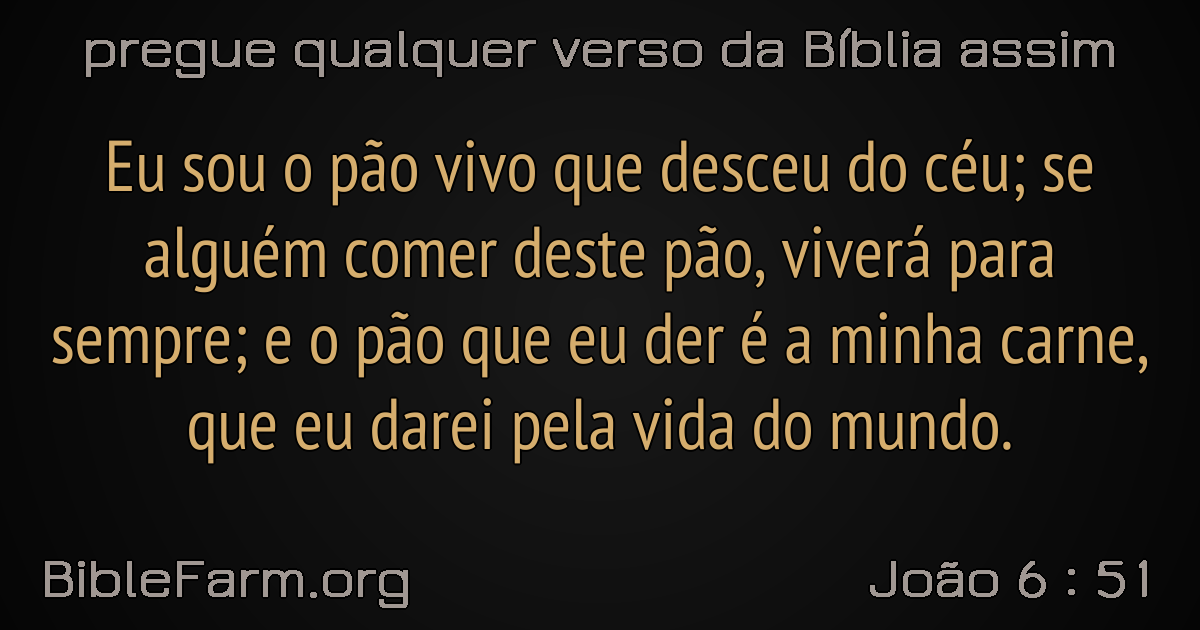 pregue qualquer verso da Bíblia assim
Eu sou o pão vivo que desceu do céu; se
alguém comer deste pão, viverá para
sempre; e o pão que eu der é a minha carne,
que eu darei pela vida do mundo.
BibleFarm.org
João 6 : 51